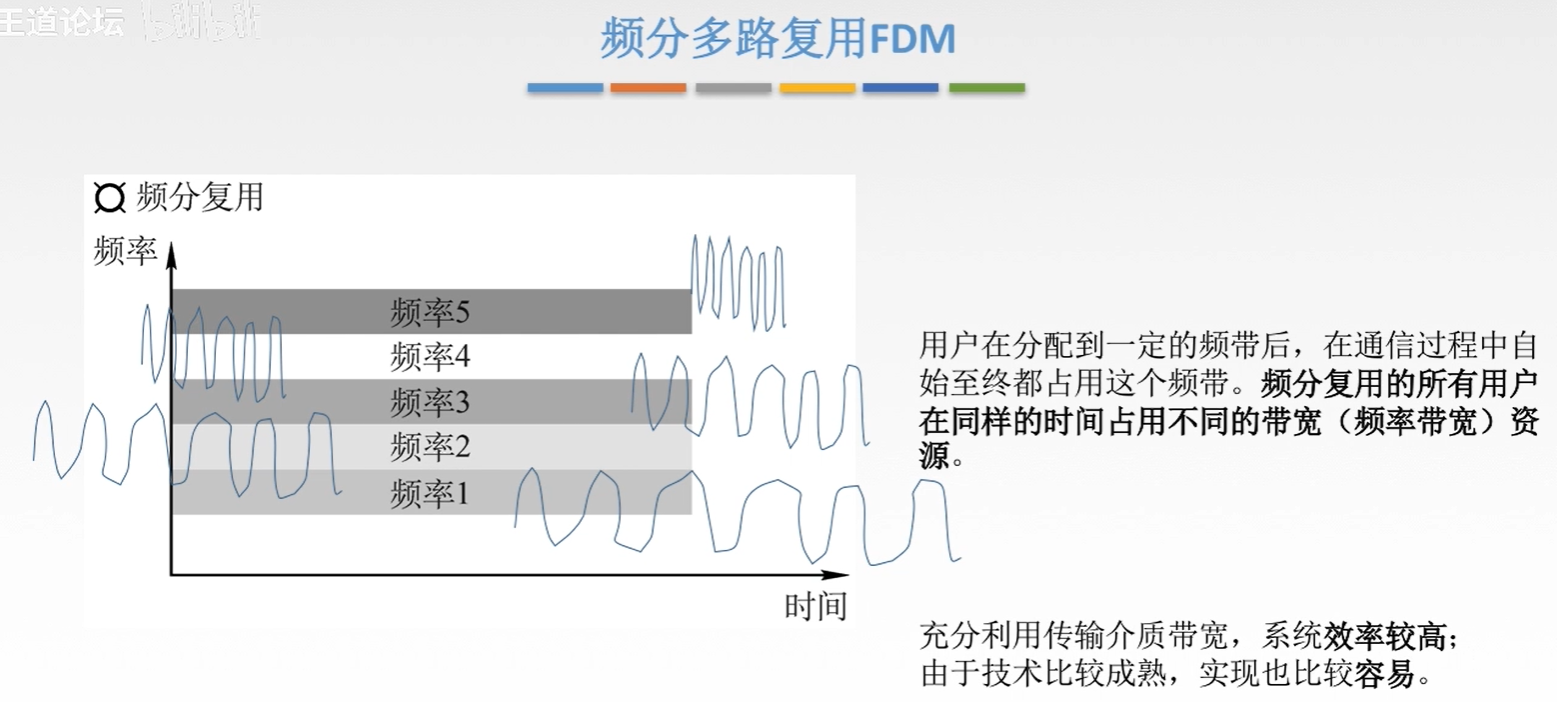 王道论坛 bilibili
频分多路复用FDM
¤ 频分复用
频率
频率5
频率4
频率3
频率2
频率1
时间
用户在分配到一定的频带后，在通信过程中自
始至终都占用这个频带。频分复用的所有用户
在同样的时间占用不同的带宽（频率带宽）资
源。
充分利用传输介质带宽，系统效率较高；
由于技术比较成熟，实现也比较容易。